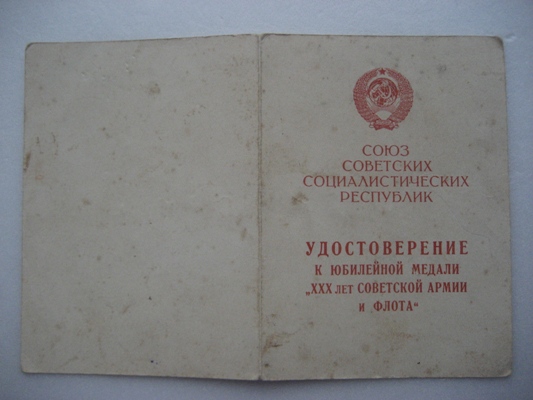 СОЮЗ
СОВЕТСКИХ
СОЦИАЛИСТИЧЕСКИХ
РЕСПУБЛИК
УДОСТОВЕРЕНИЕ
К ЮБИЛЕЙНОЙ МЕДАЛИ
„XXX ЛЕТ СОВЕТСКОЙ АРМИИ
И ФЛОТА“